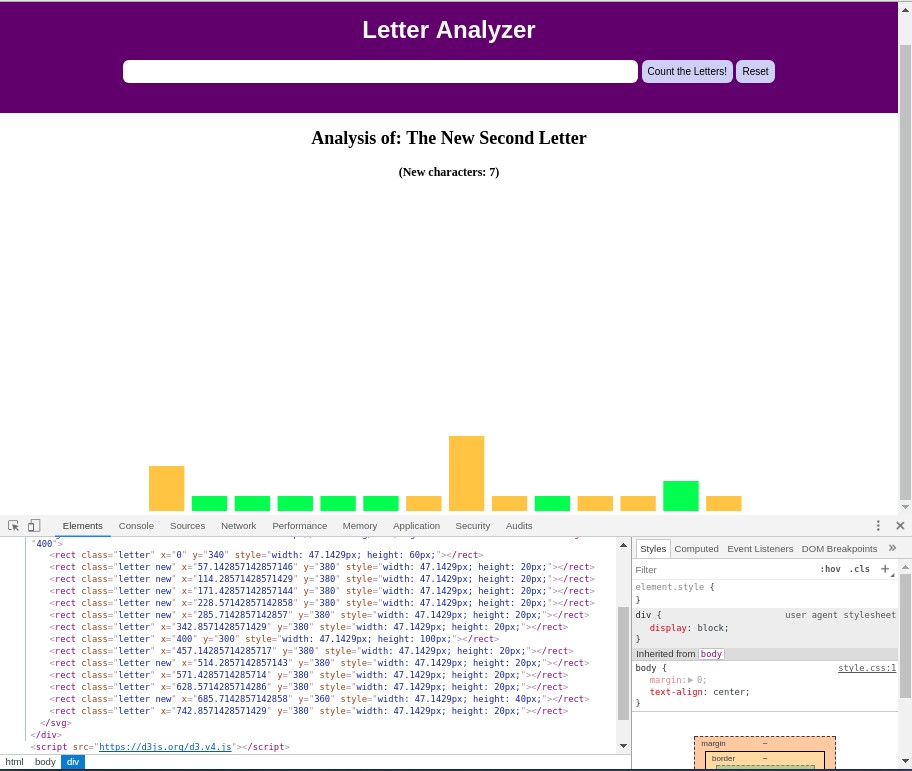 Letter Analyzer
Count the Letters! Reset
Analysis of: The New Second Letter
(New characters: 7)
Elements Console Sources Network Performance Memory Application Security Audits
"400">
<rect class="letter" x="0" y="340" style="width: 47.1429px; height: 60px;"></rect>
<rect class="letter new" x="57.142857142857146" y="380" style="width: 47.1429px; height: 20px;"></rect>
<rect class="letter new" x="114.28571428571429" y="380" style="width: 47.1429px; height: 20px;"></rect>
<rect class="letter new" x="171.42857142857144" y="380" style="width: 47.1429px; height: 20px;"></rect>
<rect class="letter new" x="228.57142857142858" y="380" style="width: 47.1429px; height: 20px;"></rect>
<rect class="letter new" x="285.7142857142857" y="380" style="width: 47.1429px; height: 20px;"></rect>
<rect class="letter" x="342.8571428571429" y="380" style="width: 47.1429px; height: 20px;"></rect>
<rect class="letter" x="400" y="300" style="width: 47.1429px; height: 100px;"></rect>
<rect class="letter" x="457.14285714285717" y="380" style="width: 47.1429px; height: 20px;"></rect>
<rect class="letter new" x="514.2857142857143" y="380" style="width: 47.1429px; height: 20px;"></rect>
<rect class="letter" x="571.4285714285714" y="380" style="width: 47.1429px; height: 20px;"></rect>
<rect class="letter" x="628.5714285714286" y="380" style="width: 47.1429px; height: 20px;"></rect>
<rect class="letter new" x="685.7142857142858" y="360" style="width: 47.1429px; height: 40px;"></rect>
<rect class="letter" x="742.8571428571429" y="380" style="width: 47.1429px; height: 20px;"></rect>
</svg>
</div>
<script src="https://d3js.org/d3.v4.js"></script>
html body div
Styles Computed Event Listeners DOM Breakpoints »
Filter :hov .cls +
element.style {
}
div { user agent stylesheet
display: block;
}
Inherited from body
body { style.css:1
margin: 0;
text-align: center;
}
margin –
border –